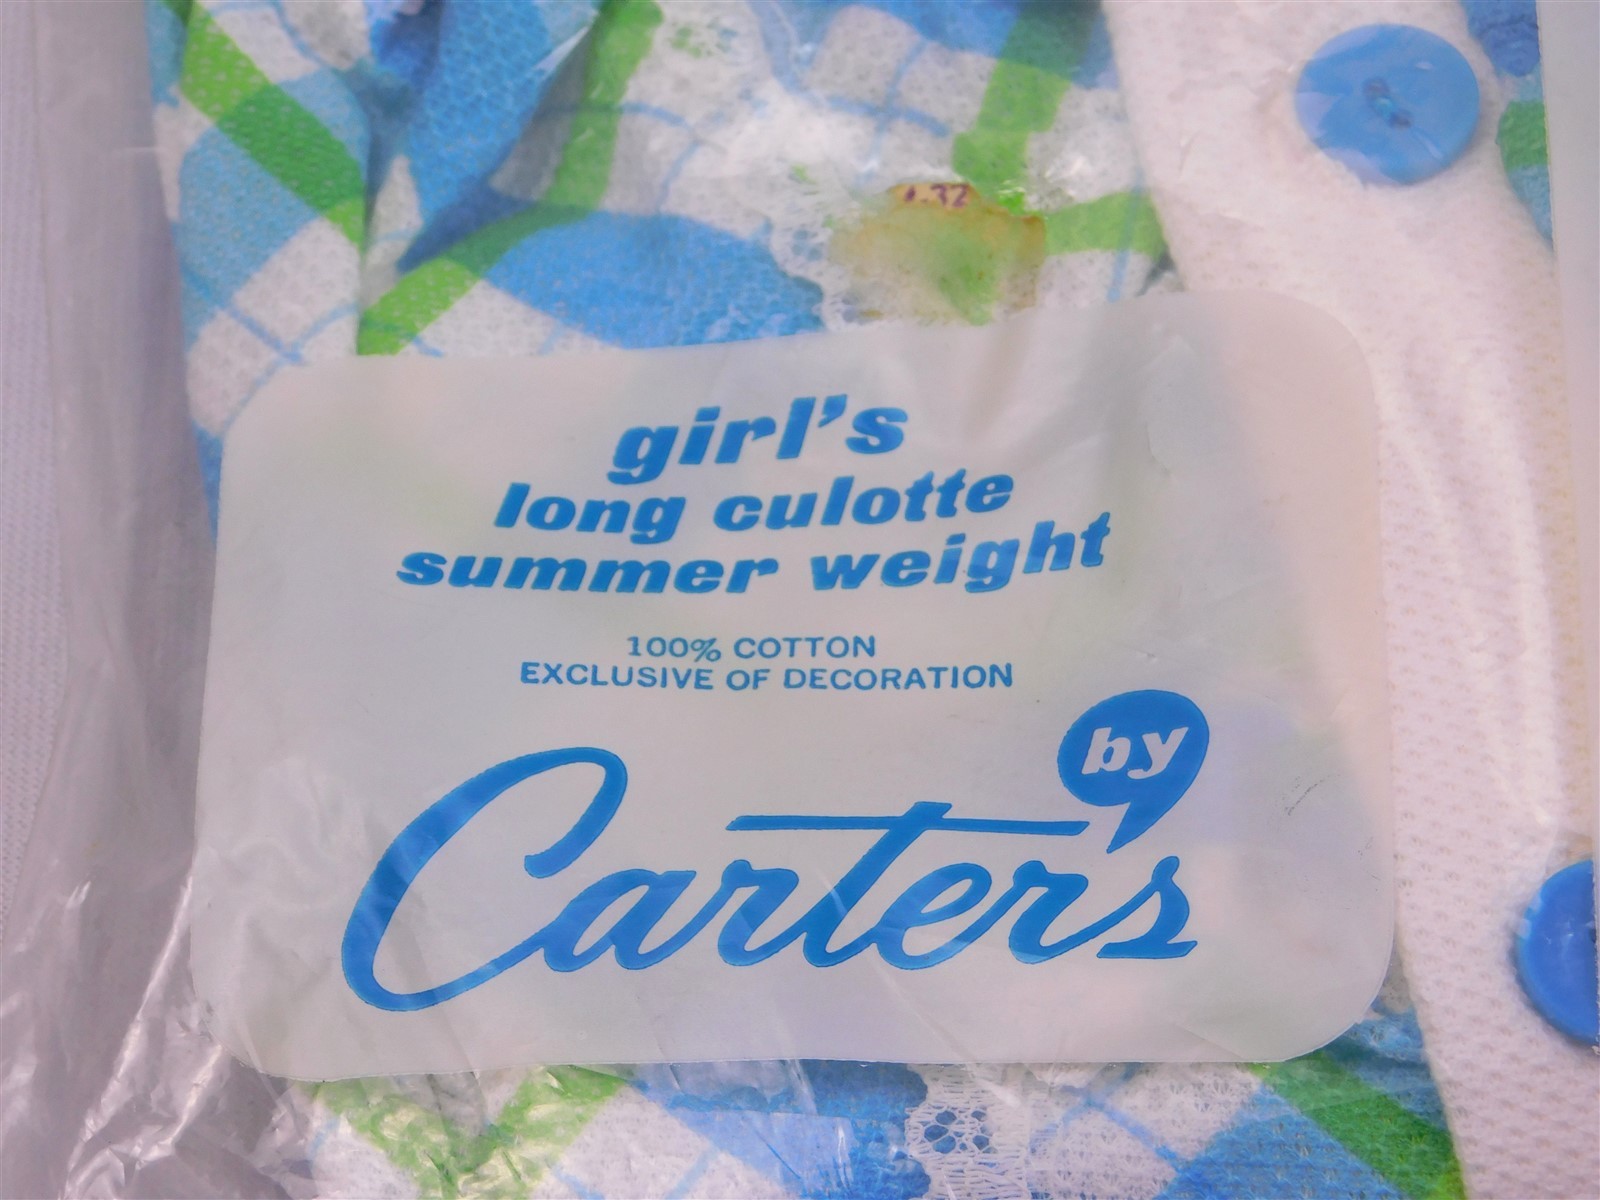 girl's
long culotte
summer weight
100% COTTON
EXCLUSIVE OF DECORATION
by
Carter's